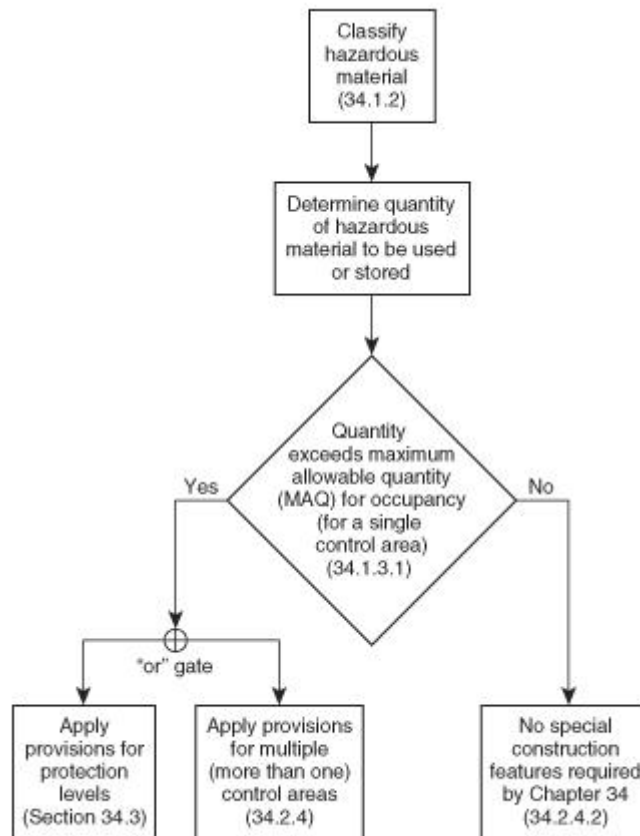 Classify
hazardous
material
(34.1.2)
Determine quantity
of hazardous
material to be used
or stored
Quantity
exceeds maximum
allowable quantity
(MAQ) for occupancy
(for a single
control area)
(34.1.3.1)
Yes
No
"or" gate
Apply
provisions for
protection
levels
(Section 34.3)
Apply provisions
for multiple
(more than one)
control areas
(34.2.4)
No special
construction
features required
by Chapter 34
(34.2.4.2)